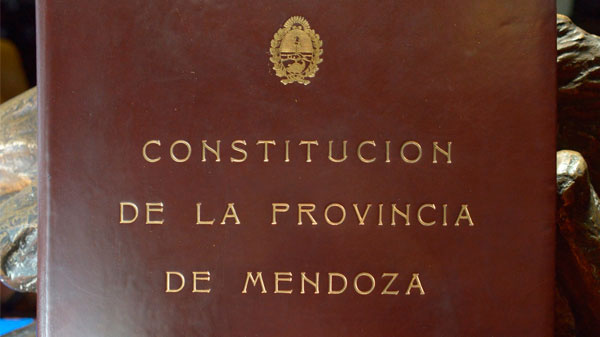 CONSTITUCION
DE LA PROVINCIA
DE MENDOZA